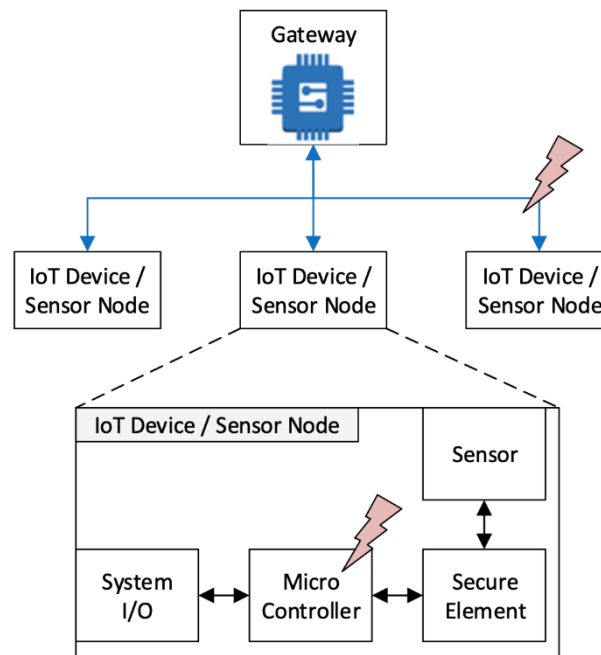 Gateway
IoT Device /
Sensor Node
IoT Device /
Sensor Node
IoT Device /
Sensor Node
IoT Device / Sensor Node
Sensor
System
I/O
Micro
Controller
Secure
Element